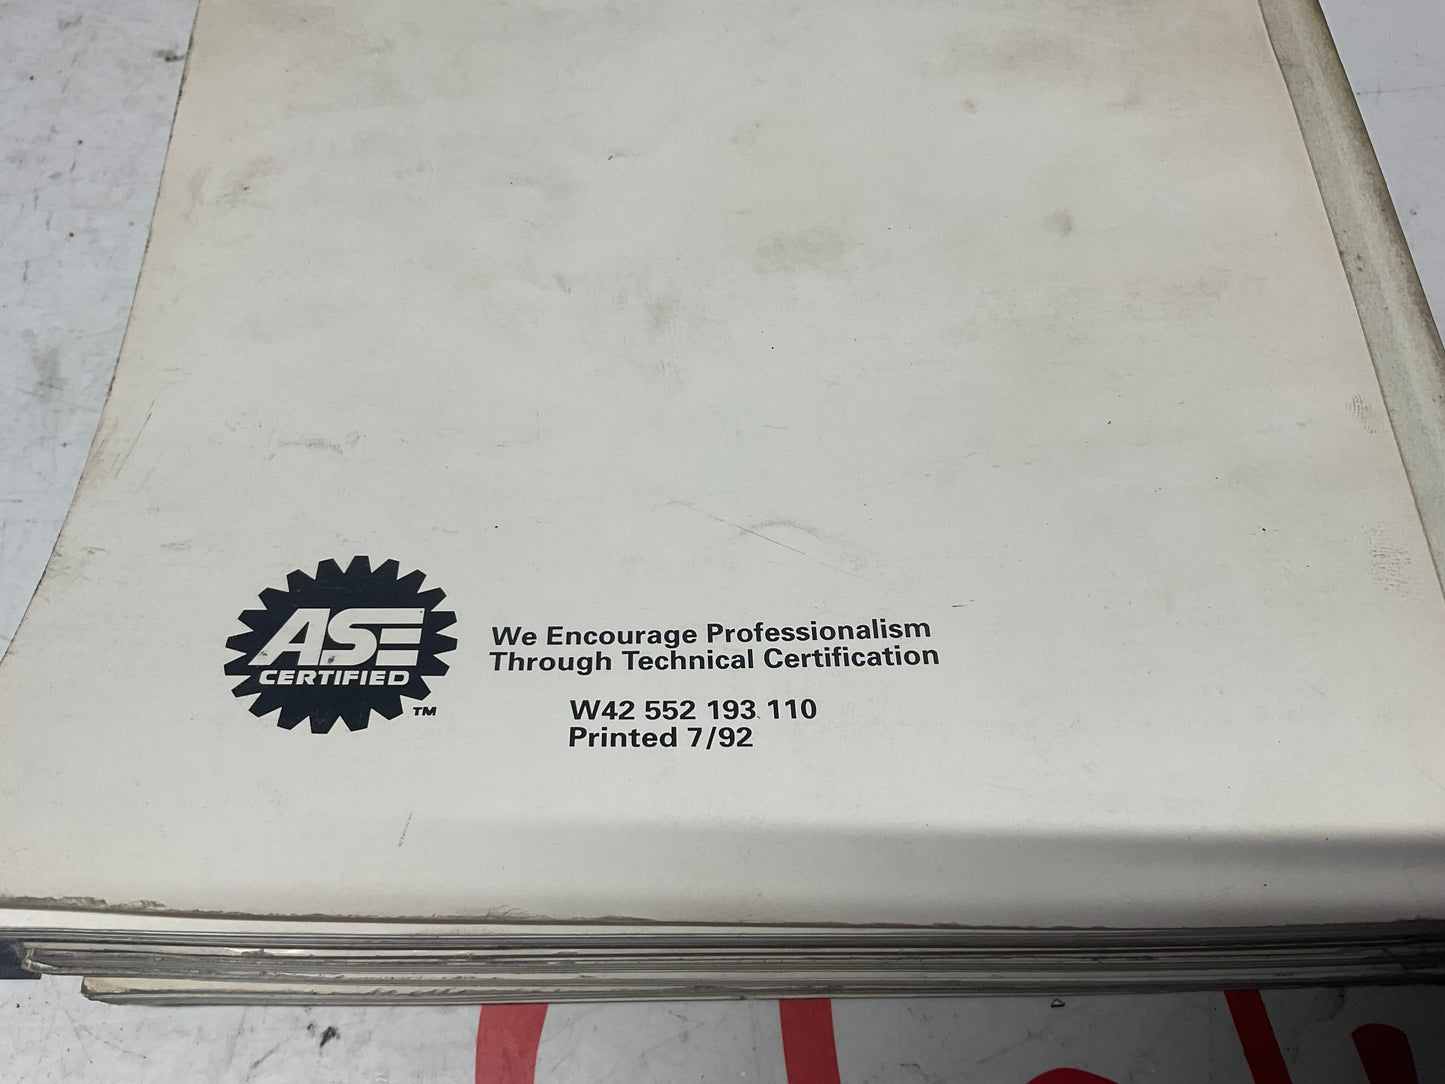 ASE
CERTIFIED
TM
We Encourage Professionalism
Through Technical Certification
W42 552 193 110
Printed 7/92